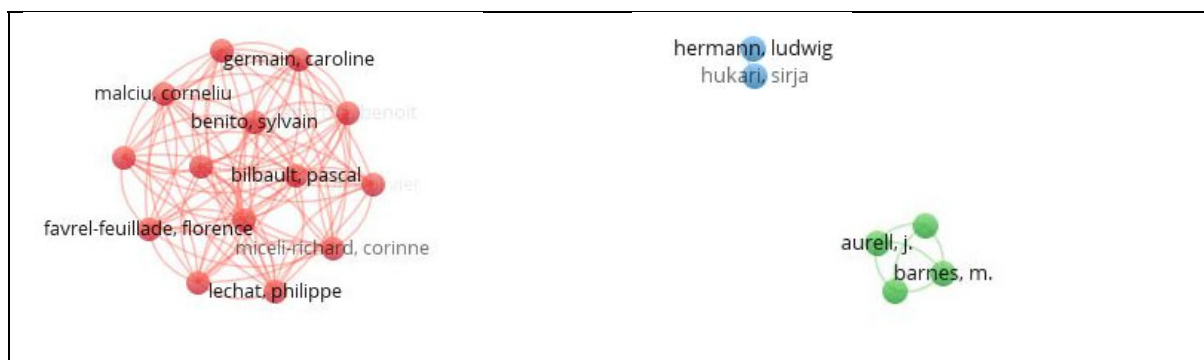 germain, caroline
malciu, corneliu
benoit
benito, sylvain
bilbault, pascal
favrel-feuillade, florence
miceli-richard, corinne
lechat, philippe
hermann, ludwig
hukari, sirja
aurell, j.
barnes, m.